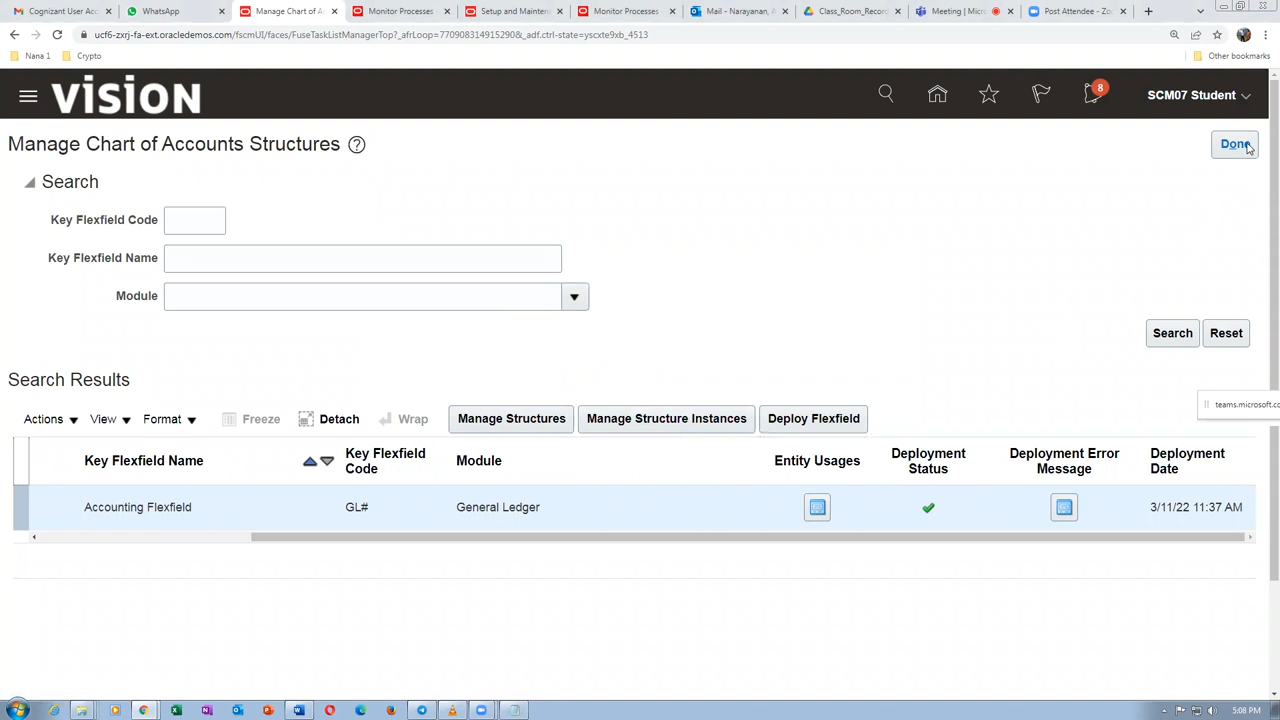 Cognizant User Acc
WhatsApp
Manage Chart of A
Monitor Processes
Setup and Mainten
Monitor Processes
Mail - Narayanan, A
Class_Room_Record
Meeting | Micr
Post Attendee - Zo
ucf6-zxrj-fa-ext.oracledemos.com/fscmUI/faces/FuseTaskListManagerTop?_afrLoop=770908314915290&_adf.ctrl-state=yscxte9xb_4513
Nana 1
Crypto
Other bookmarks
vision
8
SCM07 Student
Manage Chart of Accounts Structures
Done
Search
Key Flexfield Code
Key Flexfield Name
Module
Search
Reset
Search Results
teams.microsoft.co
Actions
View
Format
Freeze
Detach
Wrap
Manage Structures
Manage Structure Instances
Deploy Flexfield
Key Flexfield Name
Key Flexfield
Code
Module
Entity Usages
Deployment
Status
Deployment Error
Message
Deployment
Date
Accounting Flexfield
GL#
General Ledger
3/11/22 11:37 AM
5:08 PM